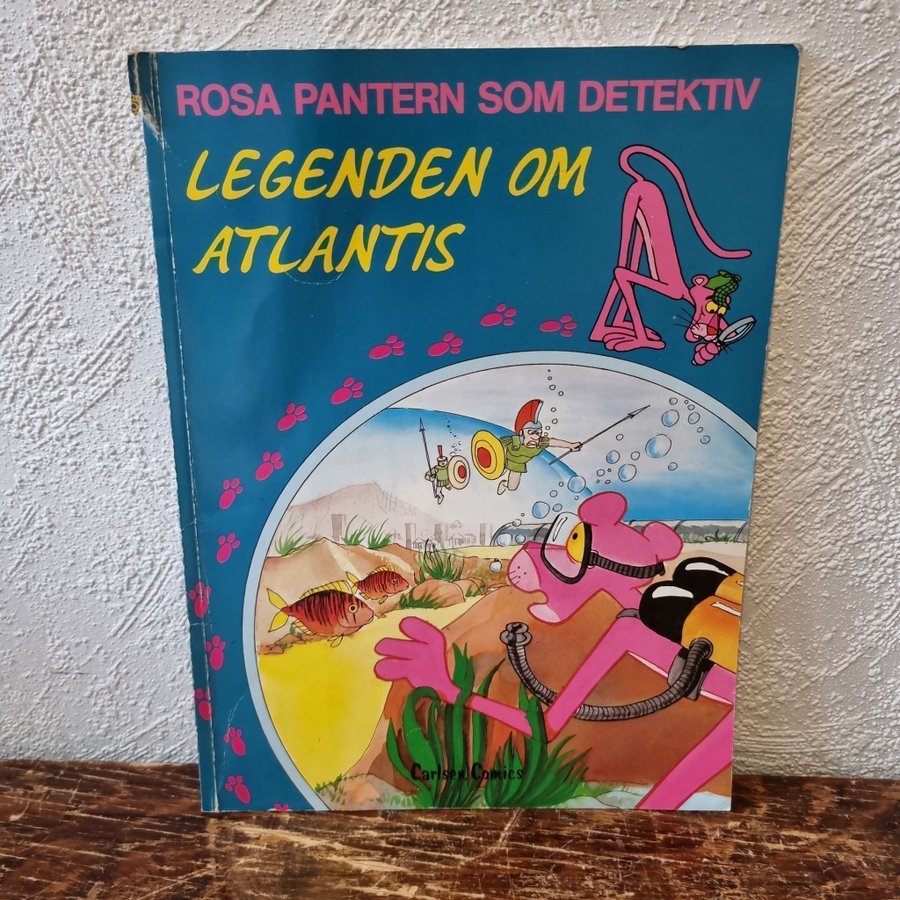 ROSA PANTERN SOM DETEKTIV
LEGENDEN OM
ATLANTIS
Carlsen Comics